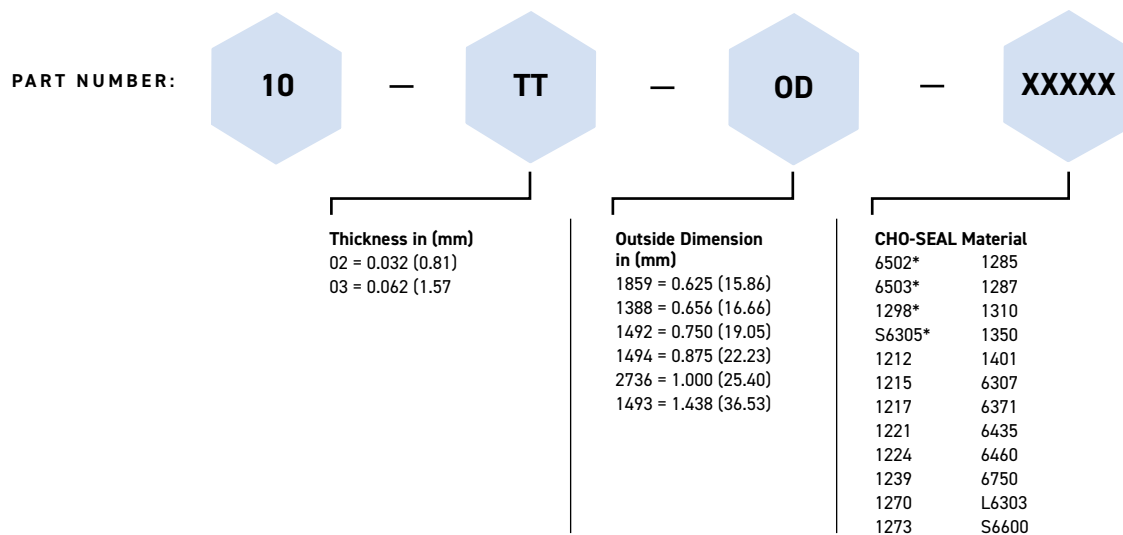 PART NUMBER: 10 — TT — OD — XXXXX
Thickness in (mm)
02 = 0.032 (0.81)
03 = 0.062 (1.57
Outside Dimension
in (mm)
1859 = 0.625 (15.86)
1388 = 0.656 (16.66)
1492 = 0.750 (19.05)
1494 = 0.875 (22.23)
2736 = 1.000 (25.40)
1493 = 1.438 (36.53)
CHO-SEAL Material
6502* 1285
6503* 1287
1298* 1310
S6305* 1350
1212 1401
1215 6307
1217 6371
1221 6435
1224 6460
1239 6750
1270 L6303
1273 S6600